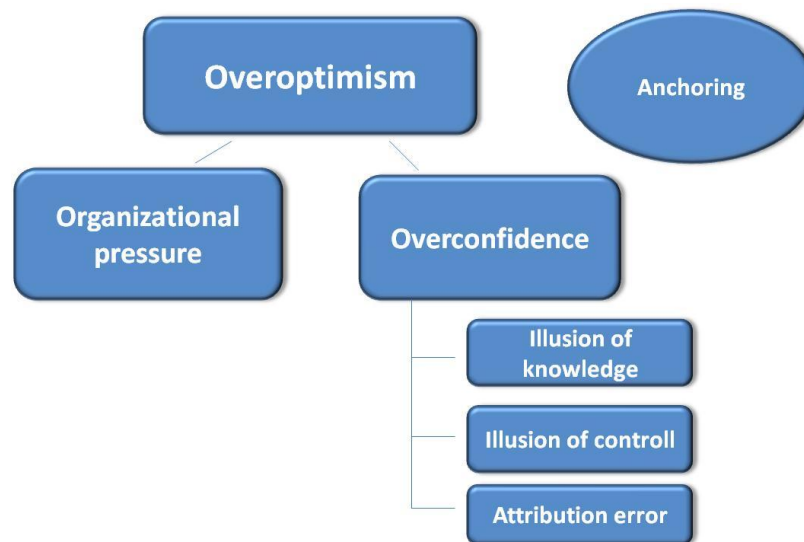 Overoptimism
Anchoring
Organizational
pressure
Overconfidence
Illusion of
knowledge
Illusion of controll
Attribution error